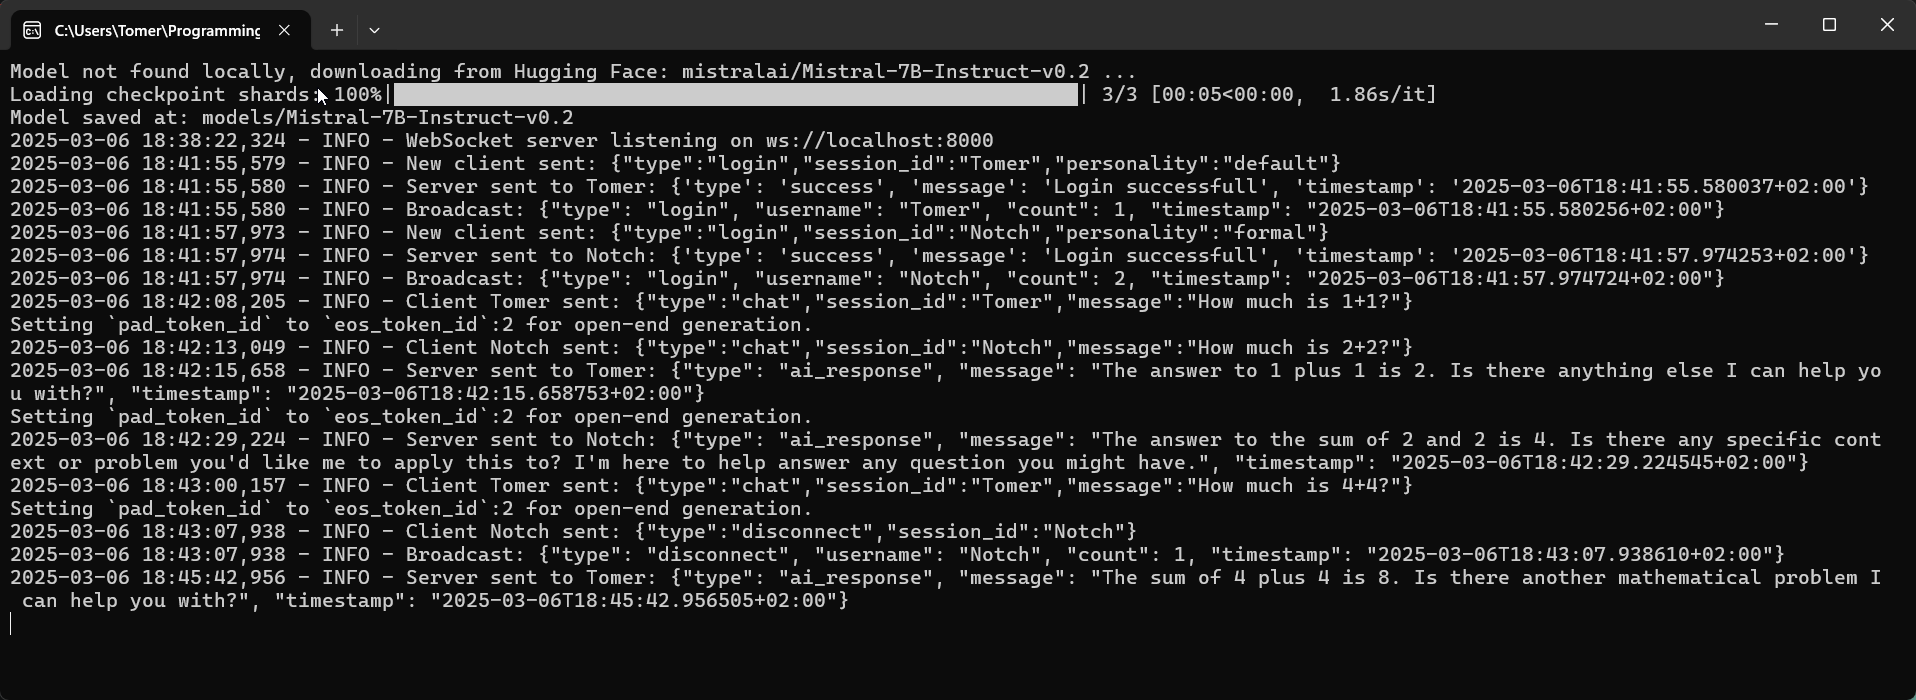 C:\Users\Tomer\Programming
Model not found locally, downloading from Hugging Face: mistralai/Mistral-7B-Instruct-v0.2 ...
Loading checkpoint shards: 100%| | 3/3 [00:05<00:00,  1.86s/it]
Model saved at: models/Mistral-7B-Instruct-v0.2
2025-03-06 18:38:22,324 - INFO - WebSocket server listening on ws://localhost:8000
2025-03-06 18:41:55,579 - INFO - New client sent: {"type":"login","session_id":"Tomer","personality":"default"}
2025-03-06 18:41:55,580 - INFO - Server sent to Tomer: {'type': 'success', 'message': 'Login successfull', 'timestamp': '2025-03-06T18:41:55.580037+02:00'}
2025-03-06 18:41:55,580 - INFO - Broadcast: {"type": "login", "username": "Tomer", "count": 1, "timestamp": "2025-03-06T18:41:55.580256+02:00"}
2025-03-06 18:41:57,973 - INFO - New client sent: {"type":"login","session_id":"Notch","personality":"formal"}
2025-03-06 18:41:57,974 - INFO - Server sent to Notch: {'type': 'success', 'message': 'Login successfull', 'timestamp': '2025-03-06T18:41:57.974253+02:00'}
2025-03-06 18:41:57,974 - INFO - Broadcast: {"type": "login", "username": "Notch", "count": 2, "timestamp": "2025-03-06T18:41:57.974724+02:00"}
2025-03-06 18:42:08,205 - INFO - Client Tomer sent: {"type":"chat","session_id":"Tomer","message":"How much is 1+1?"}
Setting `pad_token_id` to `eos_token_id`:2 for open-end generation.
2025-03-06 18:42:13,049 - INFO - Client Notch sent: {"type":"chat","session_id":"Notch","message":"How much is 2+2?"}
2025-03-06 18:42:15,658 - INFO - Server sent to Tomer: {"type": "ai_response", "message": "The answer to 1 plus 1 is 2. Is there anything else I can help yo
u with?", "timestamp": "2025-03-06T18:42:15.658753+02:00"}
Setting `pad_token_id` to `eos_token_id`:2 for open-end generation.
2025-03-06 18:42:29,224 - INFO - Server sent to Notch: {"type": "ai_response", "message": "The answer to the sum of 2 and 2 is 4. Is there any specific cont
ext or problem you'd like me to apply this to? I'm here to help answer any question you might have.", "timestamp": "2025-03-06T18:42:29.224545+02:00"}
2025-03-06 18:43:00,157 - INFO - Client Tomer sent: {"type":"chat","session_id":"Tomer","message":"How much is 4+4?"}
Setting `pad_token_id` to `eos_token_id`:2 for open-end generation.
2025-03-06 18:43:07,938 - INFO - Client Notch sent: {"type":"disconnect","session_id":"Notch"}
2025-03-06 18:43:07,938 - INFO - Broadcast: {"type": "disconnect", "username": "Notch", "count": 1, "timestamp": "2025-03-06T18:43:07.938610+02:00"}
2025-03-06 18:45:42,956 - INFO - Server sent to Tomer: {"type": "ai_response", "message": "The sum of 4 plus 4 is 8. Is there another mathematical problem I
 can help you with?", "timestamp": "2025-03-06T18:45:42.956505+02:00"}